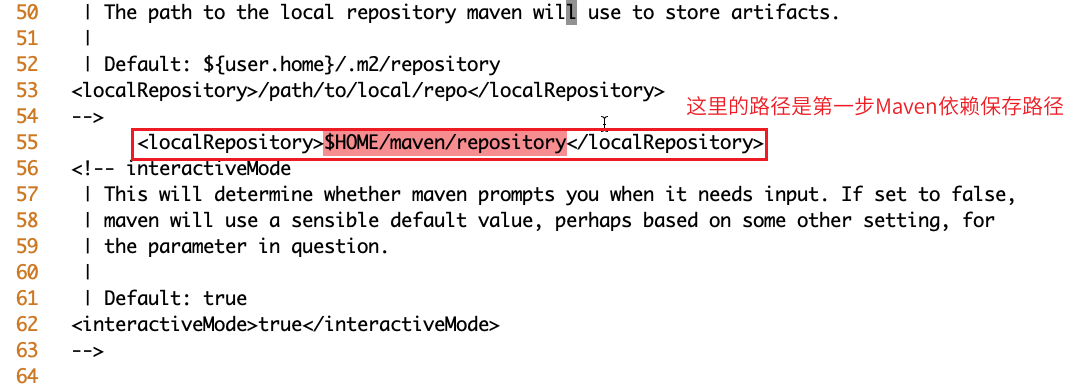 50 | The path to the local repository maven will use to store artifacts.
51 |
52 | Default: ${user.home}/.m2/repository
53 <localRepository>/path/to/local/repo</localRepository>
这里的路径是第一步Maven依赖保存路径
54 -->
55 <localRepository>$HOME/maven/repository</localRepository>
56 <!-- interactiveMode
57 | This will determine whether maven prompts you when it needs input. If set to false,
58 | maven will use a sensible default value, perhaps based on some other setting, for
59 | the parameter in question.
60 |
61 | Default: true
62 <interactiveMode>true</interactiveMode>
63 -->
64